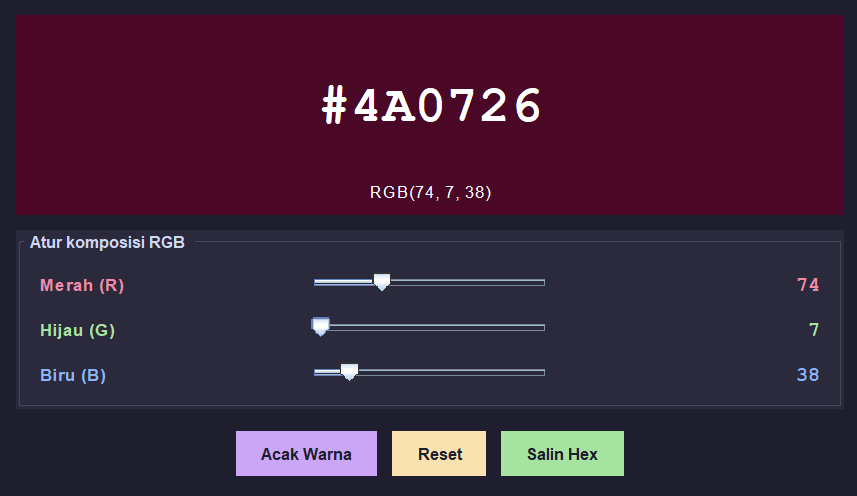 #4A0726
RGB(74, 7, 38)
Atur komposisi RGB
Merah (R) 74
Hijau (G) 7
Biru (B) 38
Acak Warna Reset Salin Hex